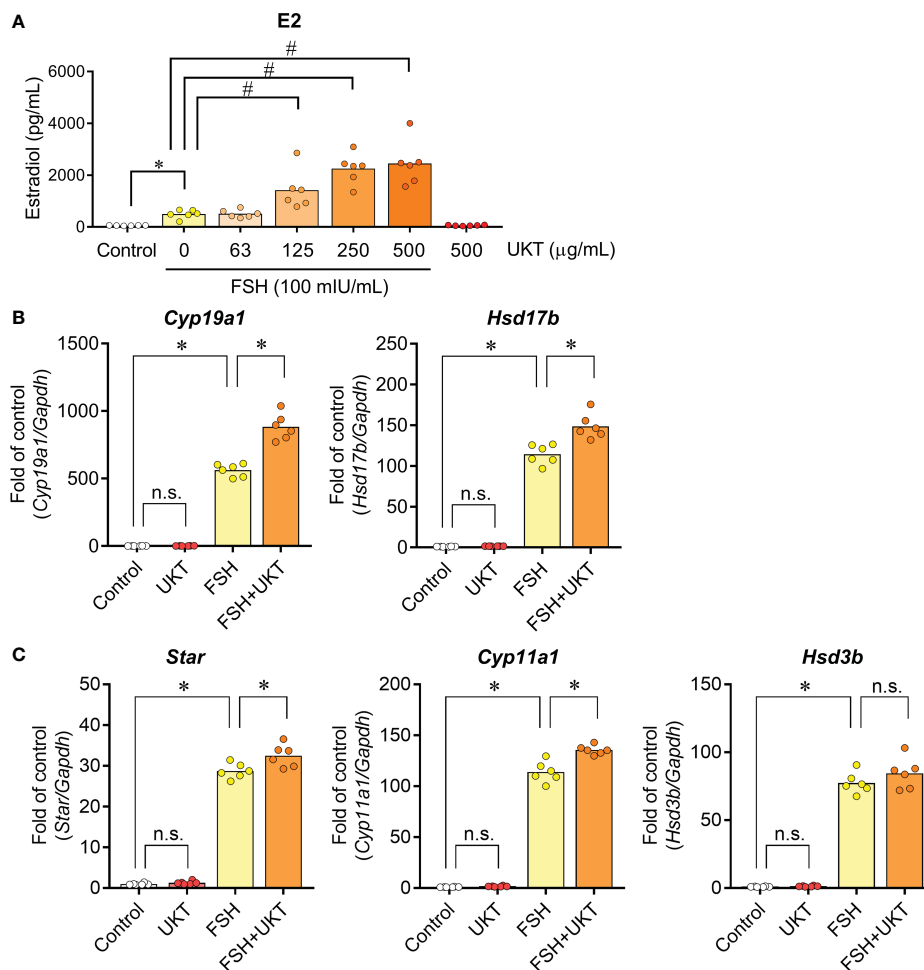 A
E2
#
#
#
*
Estradiol (pg/mL)
6000
4000
2000
0
Control 0 63 125 250 500 500 UKT (μg/mL)
FSH (100 mIU/mL)
B
Cyp19a1
Fold of control
(Cyp19a1/Gapdh)
1500
1000
500
0
* *
n.s.
Control UKT FSH FSH+UKT
Hsd17b
Fold of control
(Hsd17b/Gapdh)
250
200
150
100
50
0
* *
n.s.
Control UKT FSH FSH+UKT
C
Star
Fold of control
(Star/Gapdh)
50
40
30
20
10
0
* *
n.s.
Control UKT FSH FSH+UKT
Cyp11a1
Fold of control
(Cyp11a1/Gapdh)
200
150
100
50
0
* *
n.s.
Control UKT FSH FSH+UKT
Hsd3b
Fold of control
(Hsd3b/Gapdh)
150
100
50
0
* n.s.
n.s.
Control UKT FSH FSH+UKT